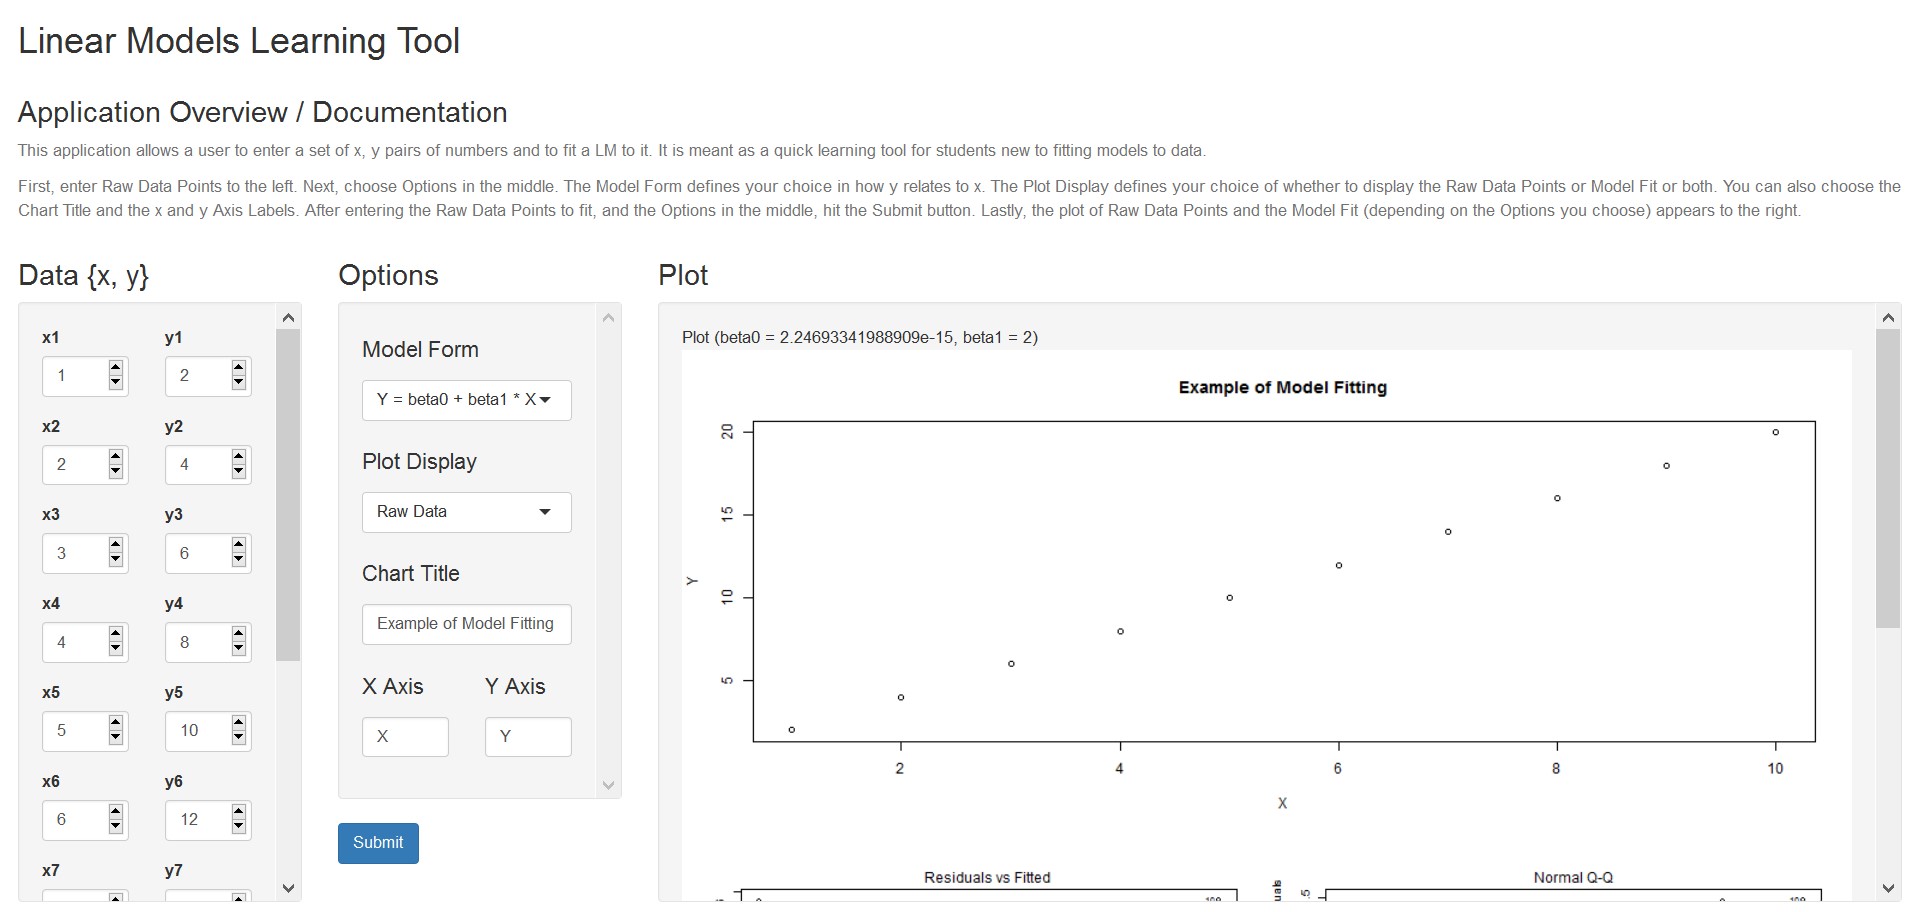 Linear Models Learning Tool
Application Overview / Documentation
This application allows a user to enter a set of x, y pairs of numbers and to fit a LM to it. It is meant as a quick learning tool for students new to fitting models to data.
First, enter Raw Data Points to the left. Next, choose Options in the middle. The Model Form defines your choice in how y relates to x. The Plot Display defines your choice of whether to display the Raw Data Points or Model Fit or both. You can also choose the
Chart Title and the x and y Axis Labels. After entering the Raw Data Points to fit, and the Options in the middle, hit the Submit button. Lastly, the plot of Raw Data Points and the Model Fit (depending on the Options you choose) appears to the right.
Data {x, y}
x1 y1
1 2
x2 y2
2 4
x3 y3
3 6
x4 y4
4 8
x5 y5
5 10
x6 y6
6 12
x7 y7
Options
Model Form
Y = beta0 + beta1 * X
Plot Display
Raw Data
Chart Title
Example of Model Fitting
X Axis Y Axis
X Y
Submit
Plot
Plot (beta0 = 2.24693341988909e-15, beta1 = 2)
Example of Model Fitting
20
15
10
5
Y
2 4 6 8 10
X
Residuals vs Fitted
Normal Q-Q